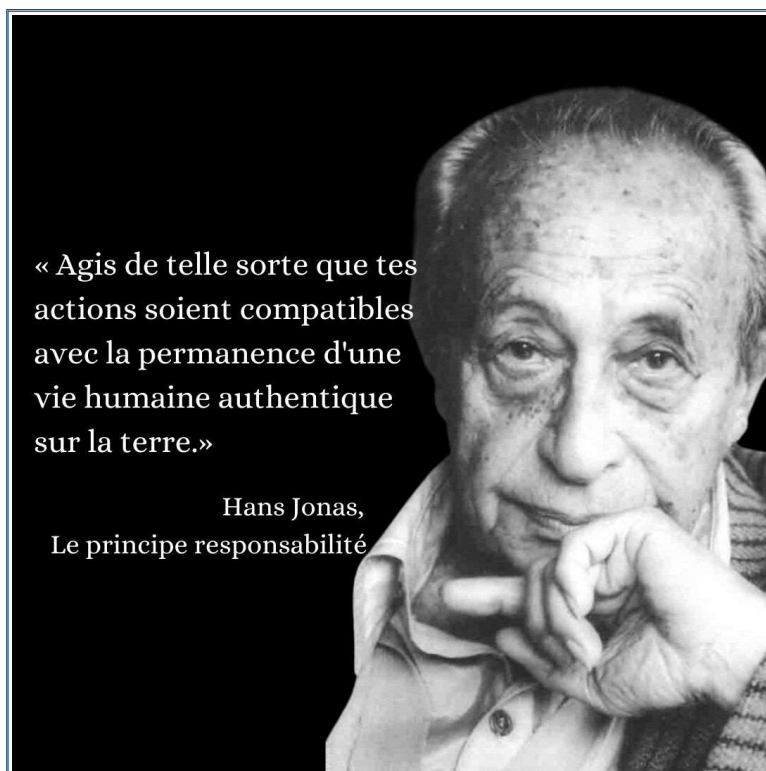 « Agis de telle sorte que tes
actions soient compatibles
avec la permanence d'une
vie humaine authentique
sur la terre.»
Hans Jonas,
Le principe responsabilité